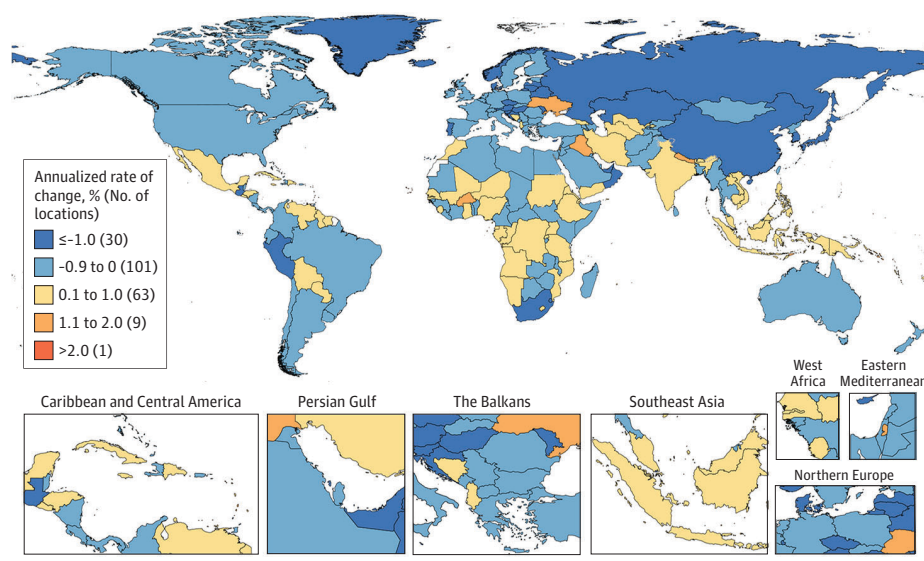 Annualized rate of
change, % (No. of
locations)
≤-1.0 (30)
-0.9 to 0 (101)
0.1 to 1.0 (63)
1.1 to 2.0 (9)
>2.0 (1)
Caribbean and Central America
Persian Gulf
The Balkans
Southeast Asia
West
Africa
Eastern
Mediterranean
Northern Europe